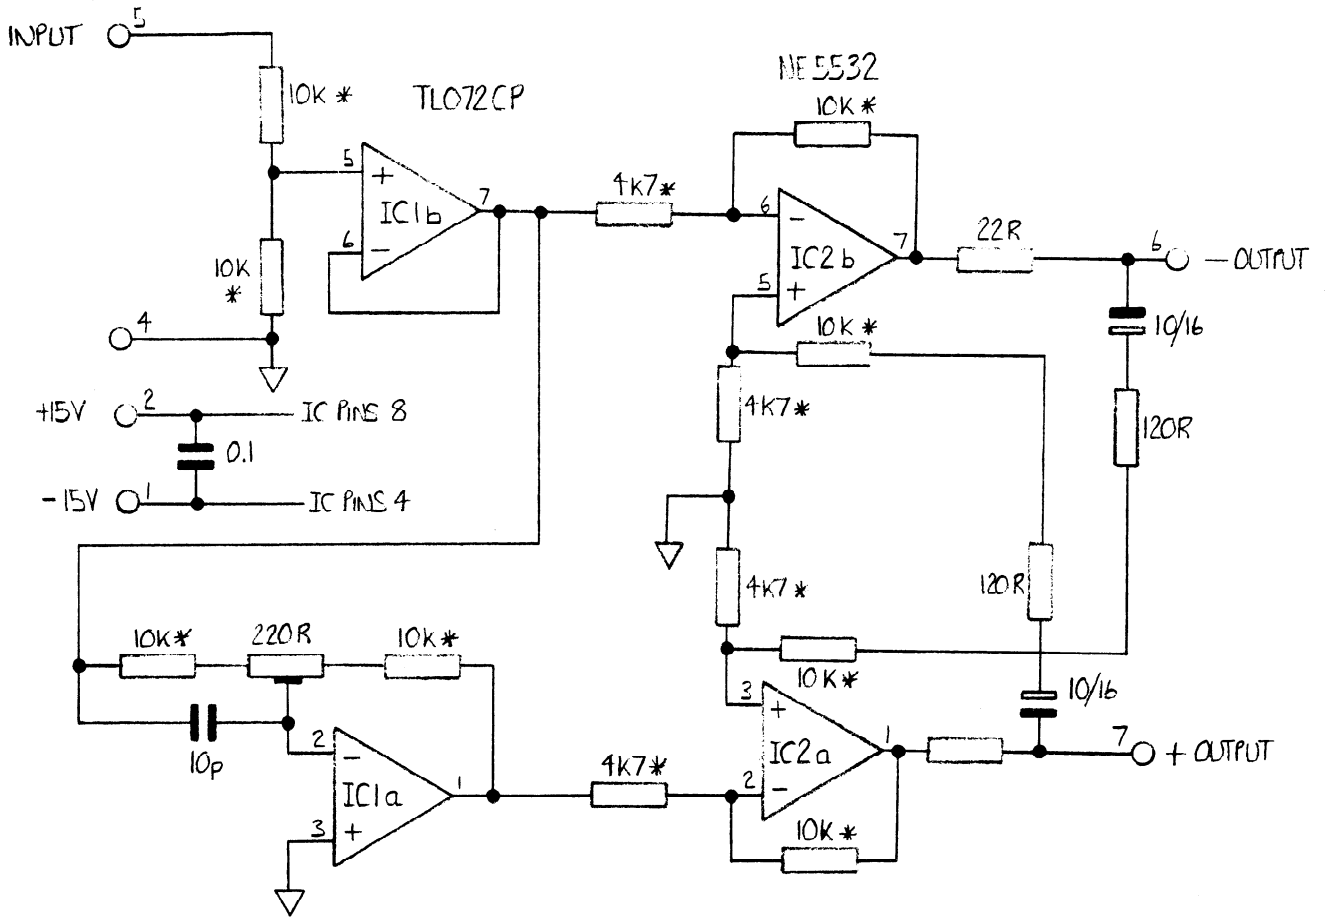 INPUT
5
10K *
TL072CP
NE5532
10K *
5
+
IC1b
7
6
−
10K
*
4
4K7 *
6
−
IC2b
7
5
+
22R
6
− OUTPUT
10K *
10/16
4K7 *
120R
+15V
2
IC PINS 8
0.1
−15V
1
IC PINS 4
4K7 *
120R
10K *
220R
10K *
10K *
10/16
10p
2
−
IC1a
1
3
+
4K7 *
3
+
IC2a
1
2
−
7
+ OUTPUT
10K *